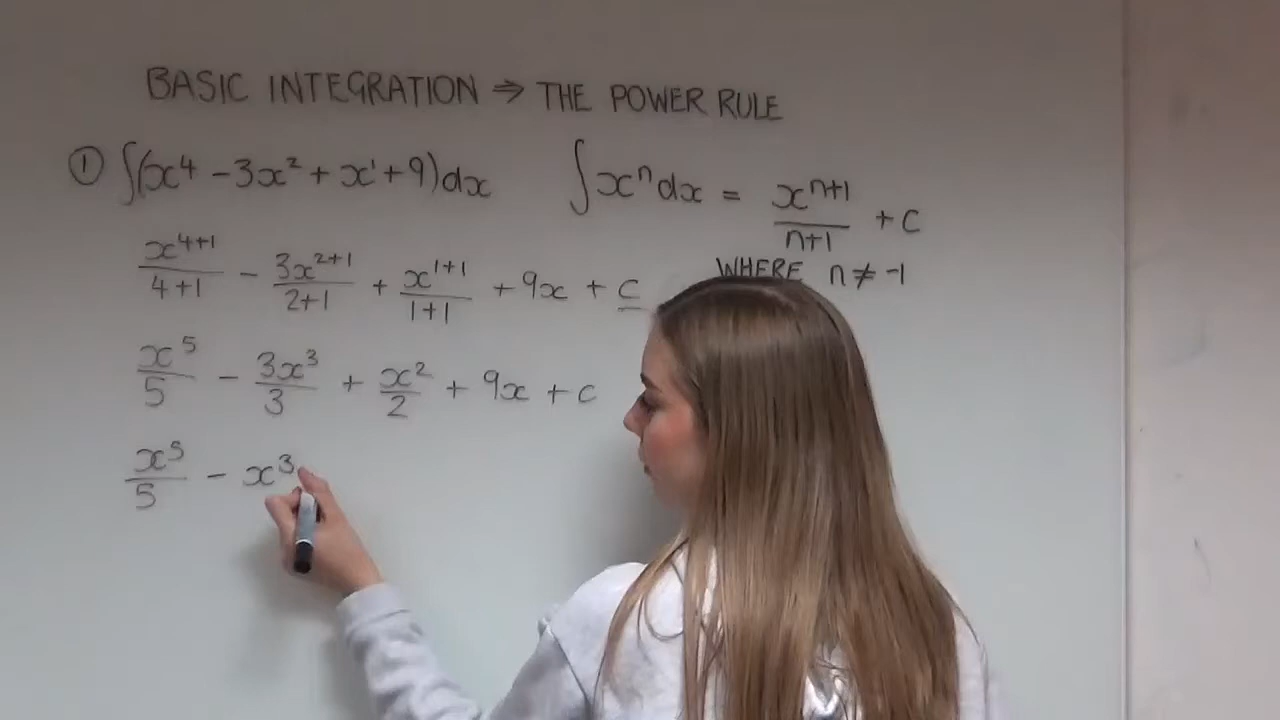 BASIC INTEGRATION ⇒ THE POWER RULE
① ∫(x⁴ - 3x² + x¹ + 9)dx
∫xⁿdx = xⁿ⁺¹/n+1 + c
WHERE n ≠ -1
x⁴⁺¹/4+1 - 3x²⁺¹/2+1 + x¹⁺¹/1+1 + 9x + c
x⁵/5 - 3x³/3 + x²/2 + 9x + c
x⁵/5 - x³